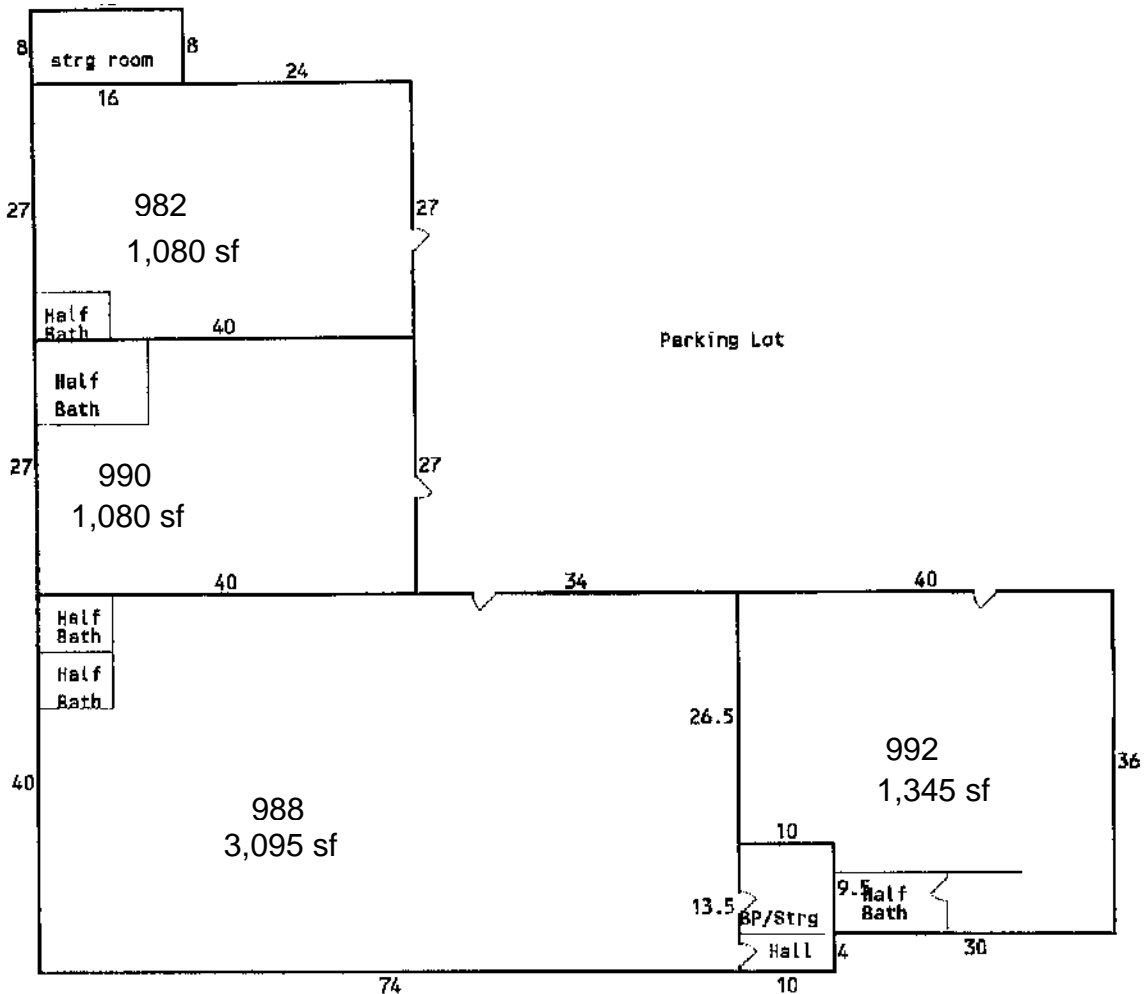 8
strg room
8
24
16
27
982
1,080 sf
27
Half
Bath
40
Parking Lot
Half
Bath
27
990
1,080 sf
27
40
34
40
Half
Bath
Half
Bath
26.5
40
988
3,095 sf
992
1,345 sf
36
10
13.5
BP/Strg
Hall
9.5
Half
Bath
4
30
74
10